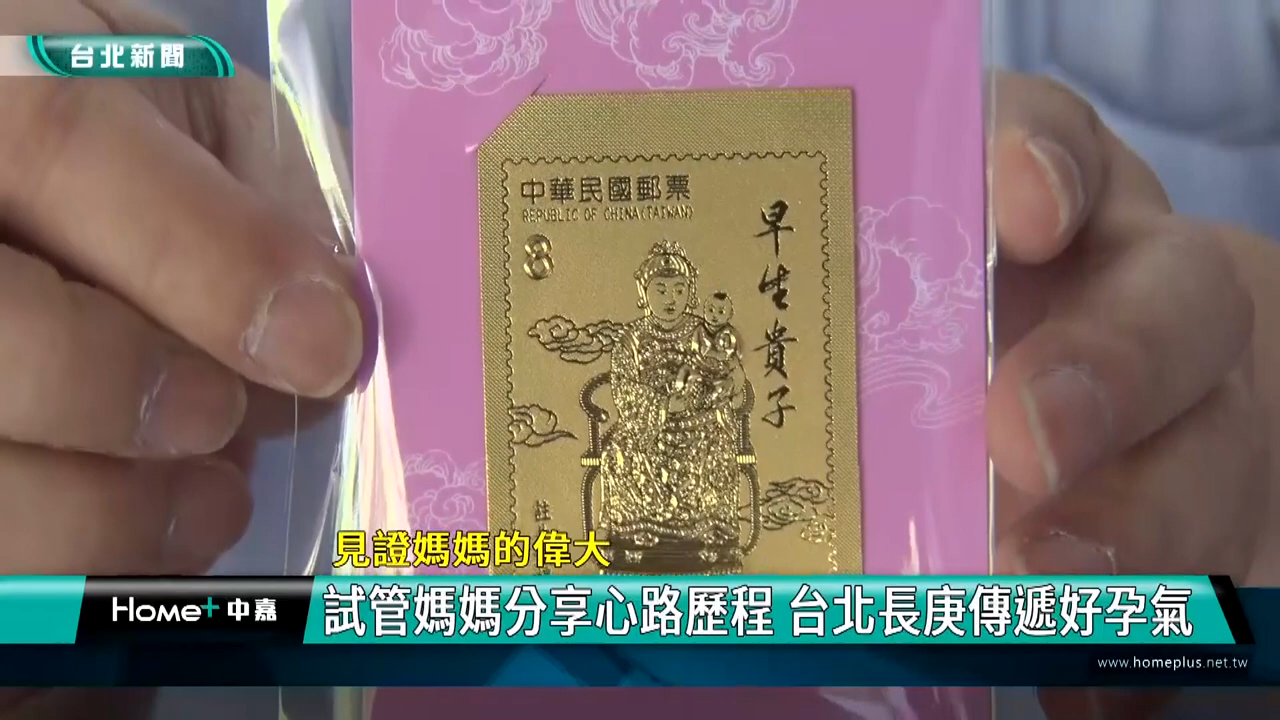 台北新聞
中華民國郵票
REPUBLIC OF CHINA(TAIWAN)
8
早生貴子
註
見證媽媽的偉大
Home+中嘉
試管媽媽分享心路歷程 台北長庚傳遞好孕氣
www.homeplus.net.tw